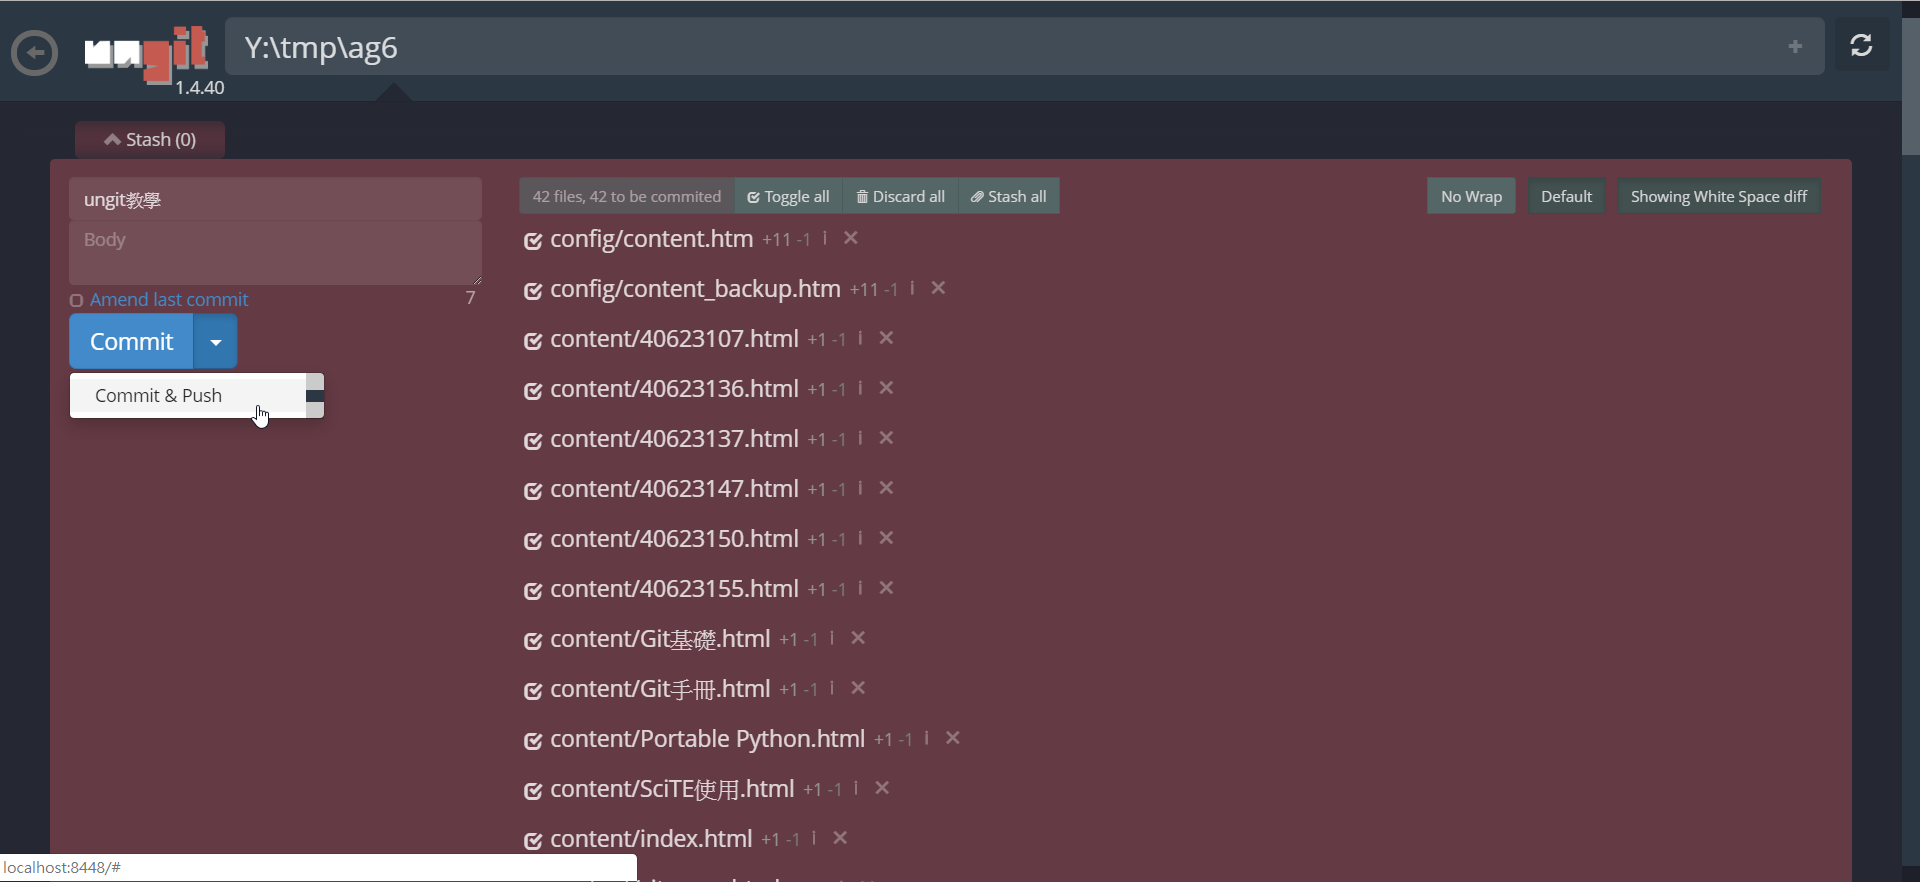 ungit
1.4.40
Y:\tmp\ag6
Stash (0)
ungit教學
Body
Amend last commit
7
Commit
Commit & Push
42 files, 42 to be commited
Toggle all
Discard all
Stash all
No Wrap
Default
Showing White Space diff
config/content.htm +11 -1
config/content_backup.htm +11 -1
content/40623107.html +1 -1
content/40623136.html +1 -1
content/40623137.html +1 -1
content/40623147.html +1 -1
content/40623150.html +1 -1
content/40623155.html +1 -1
content/Git基礎.html +1 -1
content/Git手冊.html +1 -1
content/Portable Python.html +1 -1
content/SciTE使用.html +1 -1
content/index.html +1 -1
localhost:8448/#